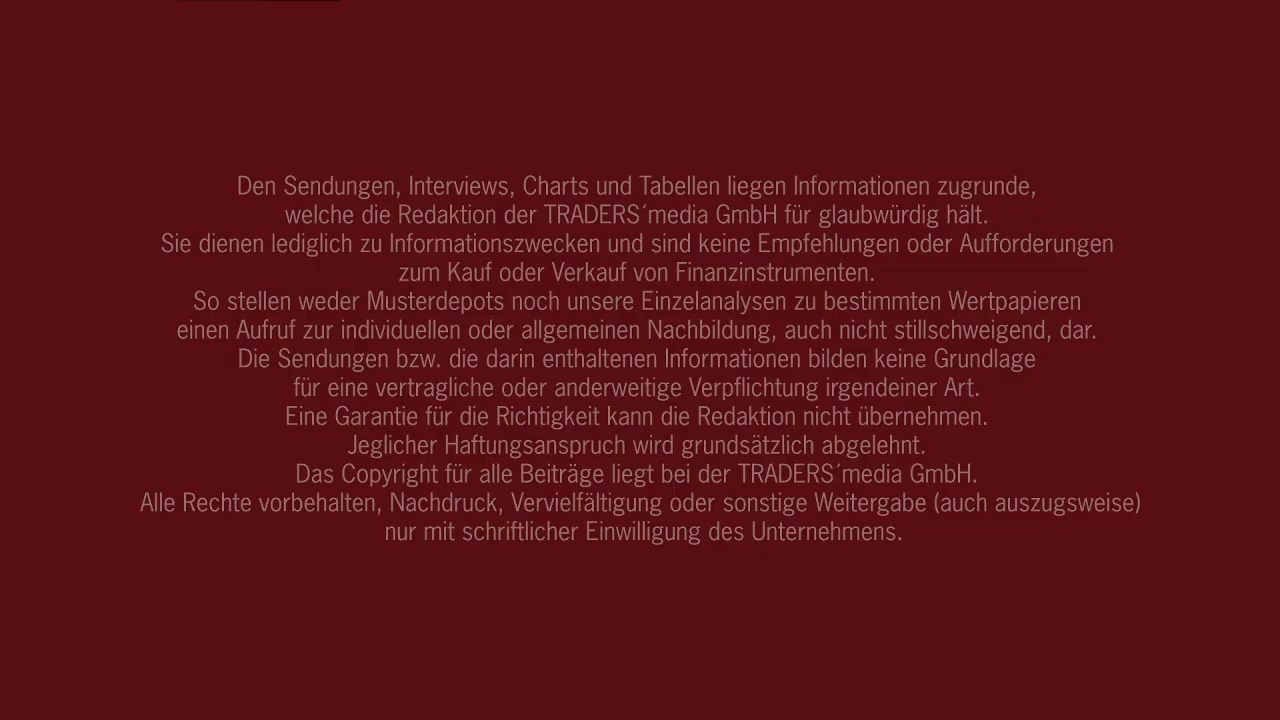 Den Sendungen, Interviews, Charts und Tabellen liegen Informationen zugrunde,
welche die Redaktion der TRADERS´media GmbH für glaubwürdig hält.
Sie dienen lediglich zu Informationszwecken und sind keine Empfehlungen oder Aufforderungen
zum Kauf oder Verkauf von Finanzinstrumenten.
So stellen weder Musterdepots noch unsere Einzelanalysen zu bestimmten Wertpapieren
einen Aufruf zur individuellen oder allgemeinen Nachbildung, auch nicht stillschweigend, dar.
Die Sendungen bzw. die darin enthaltenen Informationen bilden keine Grundlage
für eine vertragliche oder anderweitige Verpflichtung irgendeiner Art.
Eine Garantie für die Richtigkeit kann die Redaktion nicht übernehmen.
Jeglicher Haftungsanspruch wird grundsätzlich abgelehnt.
Das Copyright für alle Beiträge liegt bei der TRADERS´media GmbH.
Alle Rechte vorbehalten, Nachdruck, Vervielfältigung oder sonstige Weitergabe (auch auszugsweise)
nur mit schriftlicher Einwilligung des Unternehmens.